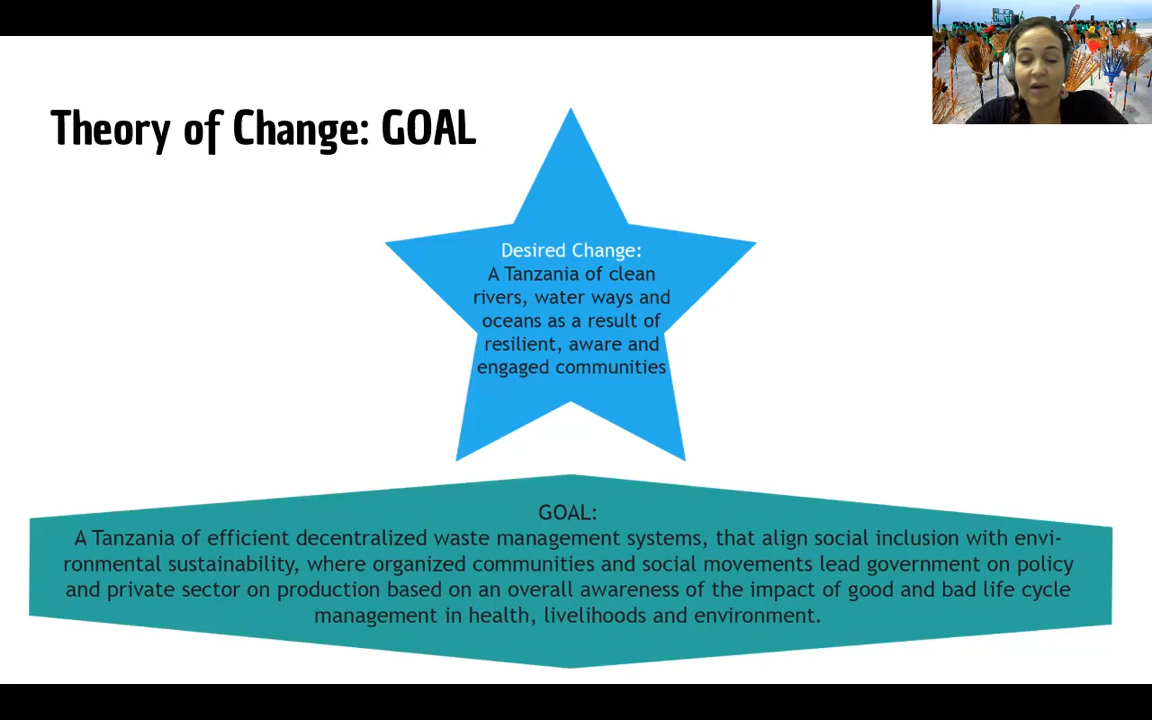 Theory of Change: GOAL
Desired Change:
A Tanzania of clean
rivers, water ways and
oceans as a result of
resilient, aware and
engaged communities
GOAL:
A Tanzania of efficient decentralized waste management systems, that align social inclusion with envi-
ronmental sustainability, where organized communities and social movements lead government on policy
and private sector on production based on an overall awareness of the impact of good and bad life cycle
management in health, livelihoods and environment.